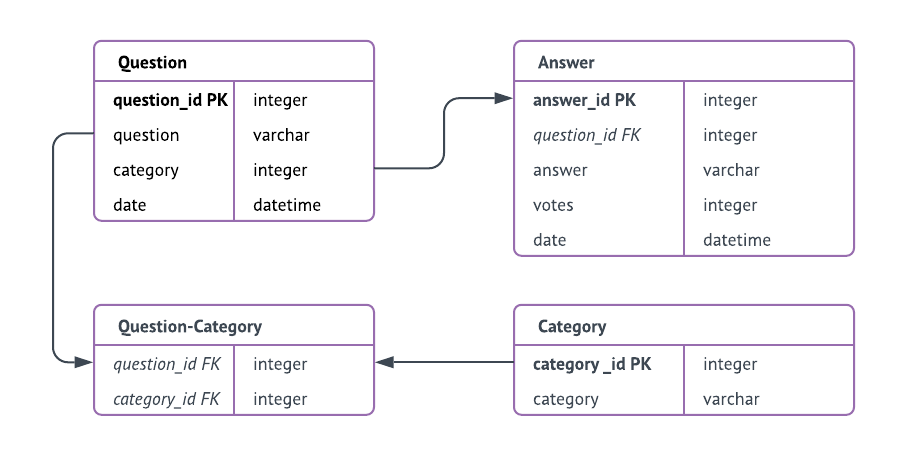 Question
question_id PK integer
question varchar
category integer
date datetime
Answer
answer_id PK integer
question_id FK integer
answer varchar
votes integer
date datetime
Question-Category
question_id FK integer
category_id FK integer
Category
category _id PK integer
category varchar